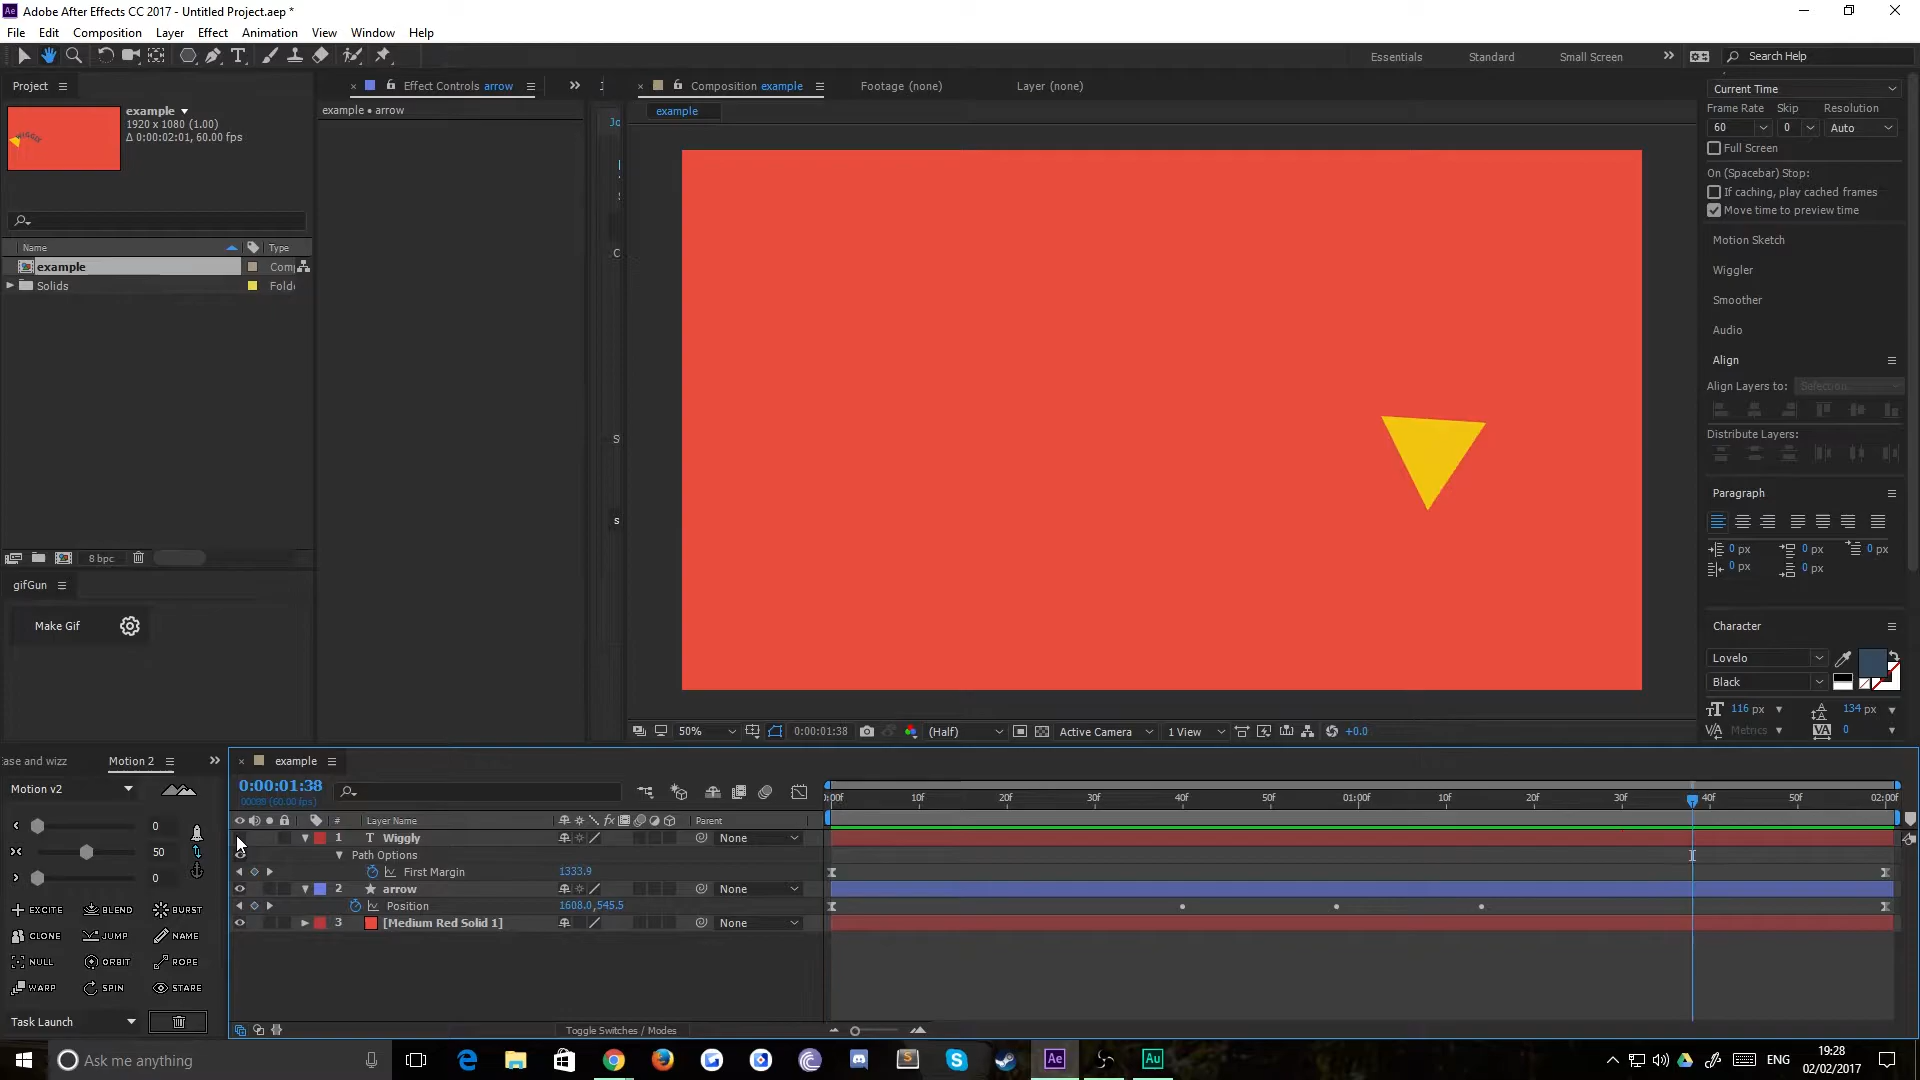 Adobe After Effects CC 2017 - Untitled Project.aep *
File Edit Composition Layer Effect Animation View Window Help
Essentials Standard Small Screen Search Help
Project
Effect Controls arrow
Composition example
Footage (none)
Layer (none)
example
1920 x 1080 (1.00)
Δ 0:00:02:01, 60.00 fps
example • arrow
example
Current Time
Frame Rate Skip Resolution
60 0 Auto
Full Screen
On (Spacebar) Stop:
If caching, play cached frames
Move time to preview time
Name Type
example Comp
Solids Folde
Motion Sketch
Wiggler
Smoother
Audio
Align
Align Layers to: Selection
Distribute Layers:
Paragraph
0 px 0 px 0 px
0 px 0 px
8 bpc
gifGun
Make Gif
Character
Lovelo
Black
116 px 134 px
Metrics 0
50% 0:00:01:38 (Half) Active Camera 1 View +0.0
ase and wizz Motion 2
Motion v2
0
50
0
EXCITE BLEND BURST
CLONE JUMP NAME
NULL ORBIT ROPE
WARP SPIN STARE
Task Launch
example
0:00:01:38
00098 (60.00 fps)
:00f 10f 20f 30f 40f 50f 01:00f 10f 20f 30f 40f 50f 02:00f
# Layer Name fx Parent
1 T Wiggly None
Path Options
First Margin 1333.9
2 arrow None
Position 1608.0,545.5
3 [Medium Red Solid 1] None
Toggle Switches / Modes
Ask me anything
Ae Au
ENG
19:28
02/02/2017